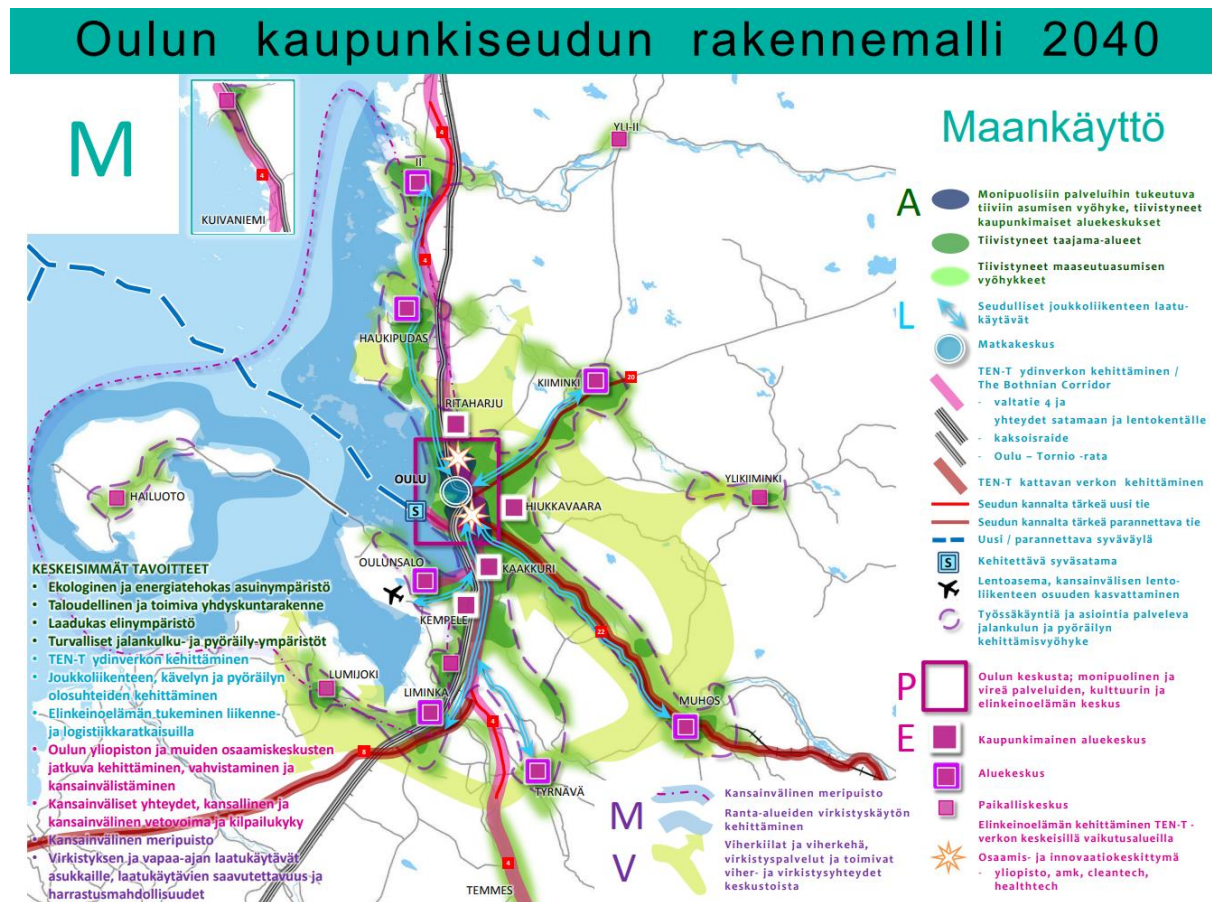 Oulun kaupunkiseudun rakennemalli 2040
M
KUIVANIEMI
4
4
4
II
YLI-II
HAUKIPUDAS
KIIMINKI
20
RITAHARJU
OULU
HIUKKAVAARA
YLIKIIMINKI
HAILUOTO
S
OULUNSALO
KAAKKURI
KEMPELE
22
LUMIJOKI
LIMINKA
MUHOS
4
8
TYRNÄVÄ
4
TEMMES
KESKEISIMMÄT TAVOITTEET
• Ekologinen ja energiatehokas asuinympäristö
• Taloudellinen ja toimiva yhdyskuntarakenne
• Laadukas elinympäristö
• Turvalliset jalankulku- ja pyöräily-ympäristöt
• TEN-T ydinverkon kehittäminen
• Joukkoliikenteen, kävelyn ja pyöräilyn
olosuhteiden kehittäminen
• Elinkeinoelämän tukeminen liikenne-
ja logistiikkaratkaisuilla
• Oulun yliopiston ja muiden osaamiskeskusten
jatkuva kehittäminen, vahvistaminen ja
kansainvälistäminen
• Kansainväliset yhteydet, kansallinen ja
kansainvälinen vetovoima ja kilpailukyky
• Kansainvälinen meripuisto
• Virkistyksen ja vapaa-ajan laatukäytävät
asukkaille, laatukäytävien saavutettavuus ja
harrastusmahdollisuudet
M
V
Kansainvälinen meripuisto
Ranta-alueiden virkistyskäytön
kehittäminen
Viherkiilat ja viherkehä,
virkistyspalvelut ja toimivat
viher- ja virkistysyhteydet
keskustoista
Maankäyttö
A
Monipuolisiin palveluihin tukeutuva
tiiviin asumisen vyöhyke, tiivistyneet
kaupunkimaiset aluekeskukset
Tiivistyneet taajama-alueet
Tiivistyneet maaseutuasumisen
vyöhykkeet
L
Seudulliset joukkoliikenteen laatu-
käytävät
Matkakeskus
TEN-T ydinverkon kehittäminen /
The Bothnian Corridor
- valtatie 4 ja
yhteydet satamaan ja lentokentälle
- kaksoisraide
- Oulu – Tornio -rata
TEN-T kattavan verkon kehittäminen
Seudun kannalta tärkeä uusi tie
Seudun kannalta tärkeä parannettava tie
Uusi / parannettava syväväylä
S
Kehitettävä syväsatama
Lentoasema, kansainvälisen lento-
liikenteen osuuden kasvattaminen
Työssäkäyntiä ja asiointia palveleva
jalankulun ja pyöräilyn
kehittämisvyöhyke
P
Oulun keskusta; monipuolinen ja
vireä palveluiden, kulttuurin ja
elinkeinoelämän keskus
E
Kaupunkimainen aluekeskus
Aluekeskus
Paikalliskeskus
Elinkeinoelämän kehittäminen TEN-T -
verkon keskeisillä vaikutusalueilla
Osaamis- ja innovaatiokeskittymä
- yliopisto, amk, cleantech,
healthtech